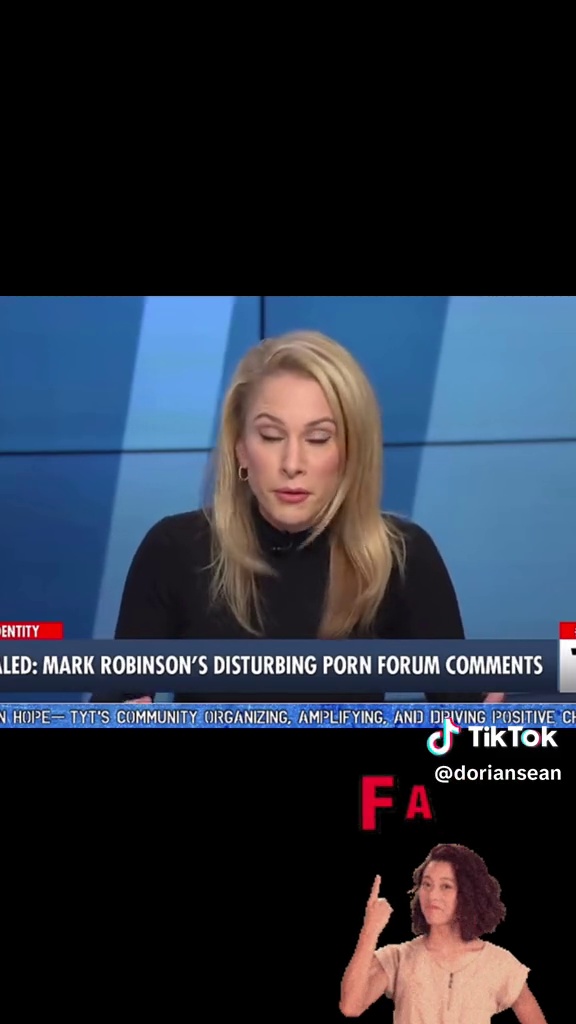 DENTITY
ALED: MARK ROBINSON'S DISTURBING PORN FORUM COMMENTS
N HOPE— TYT'S COMMUNITY ORGANIZING, AMPLIFYING, AND DRIVING POSITIVE CH
TikTok
@doriansean
FA